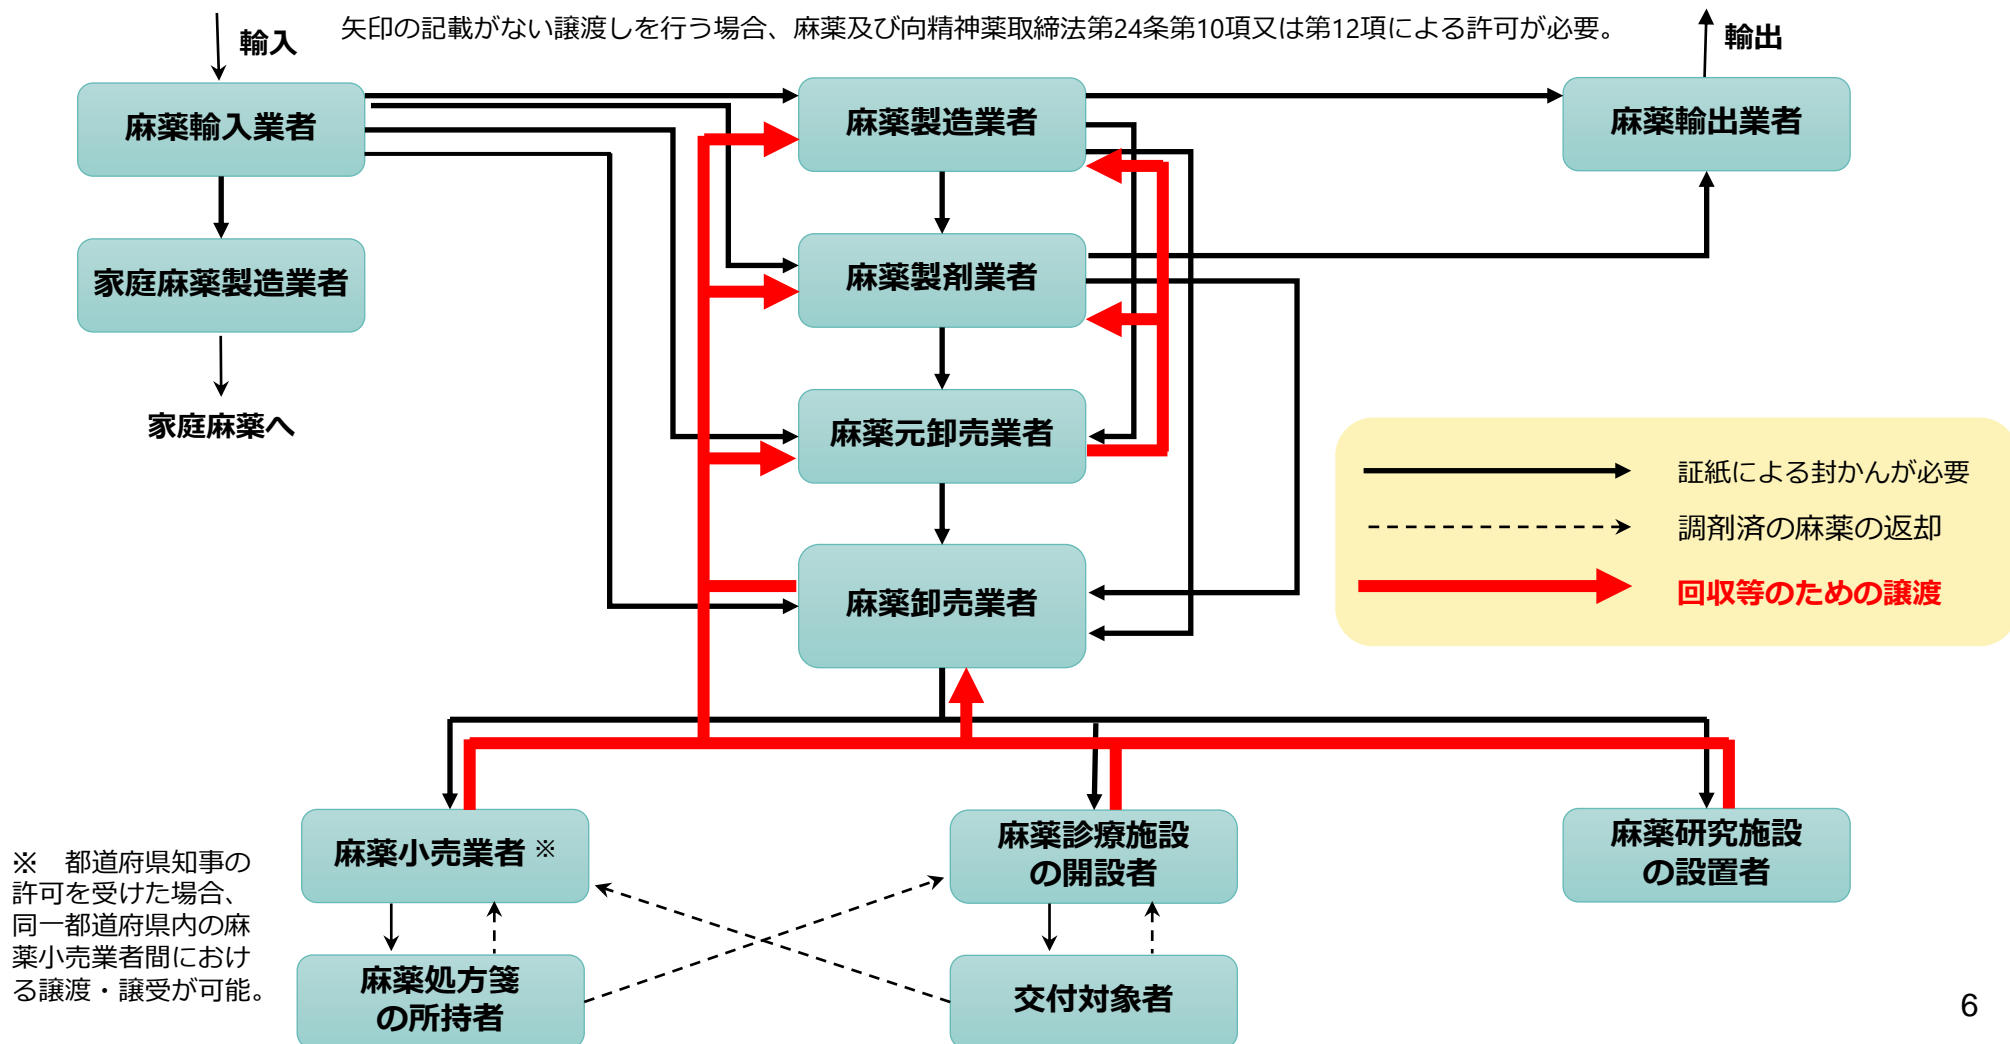 矢印の記載がない譲渡しを行う場合、麻薬及び向精神薬取締法第24条第10項又は第12項による許可が必要。
輸入
輸出
麻薬輸入業者
麻薬製造業者
麻薬輸出業者
家庭麻薬製造業者
麻薬製剤業者
家庭麻薬へ
麻薬元卸売業者
証紙による封かんが必要
調剤済の麻薬の返却
回収等のための譲渡
麻薬卸売業者
麻薬小売業者 ※
麻薬診療施設
の開設者
麻薬研究施設
の設置者
※　都道府県知事の
許可を受けた場合、
同一都道府県内の麻
薬小売業者間におけ
る譲渡・譲受が可能。
麻薬処方箋
の所持者
交付対象者
6